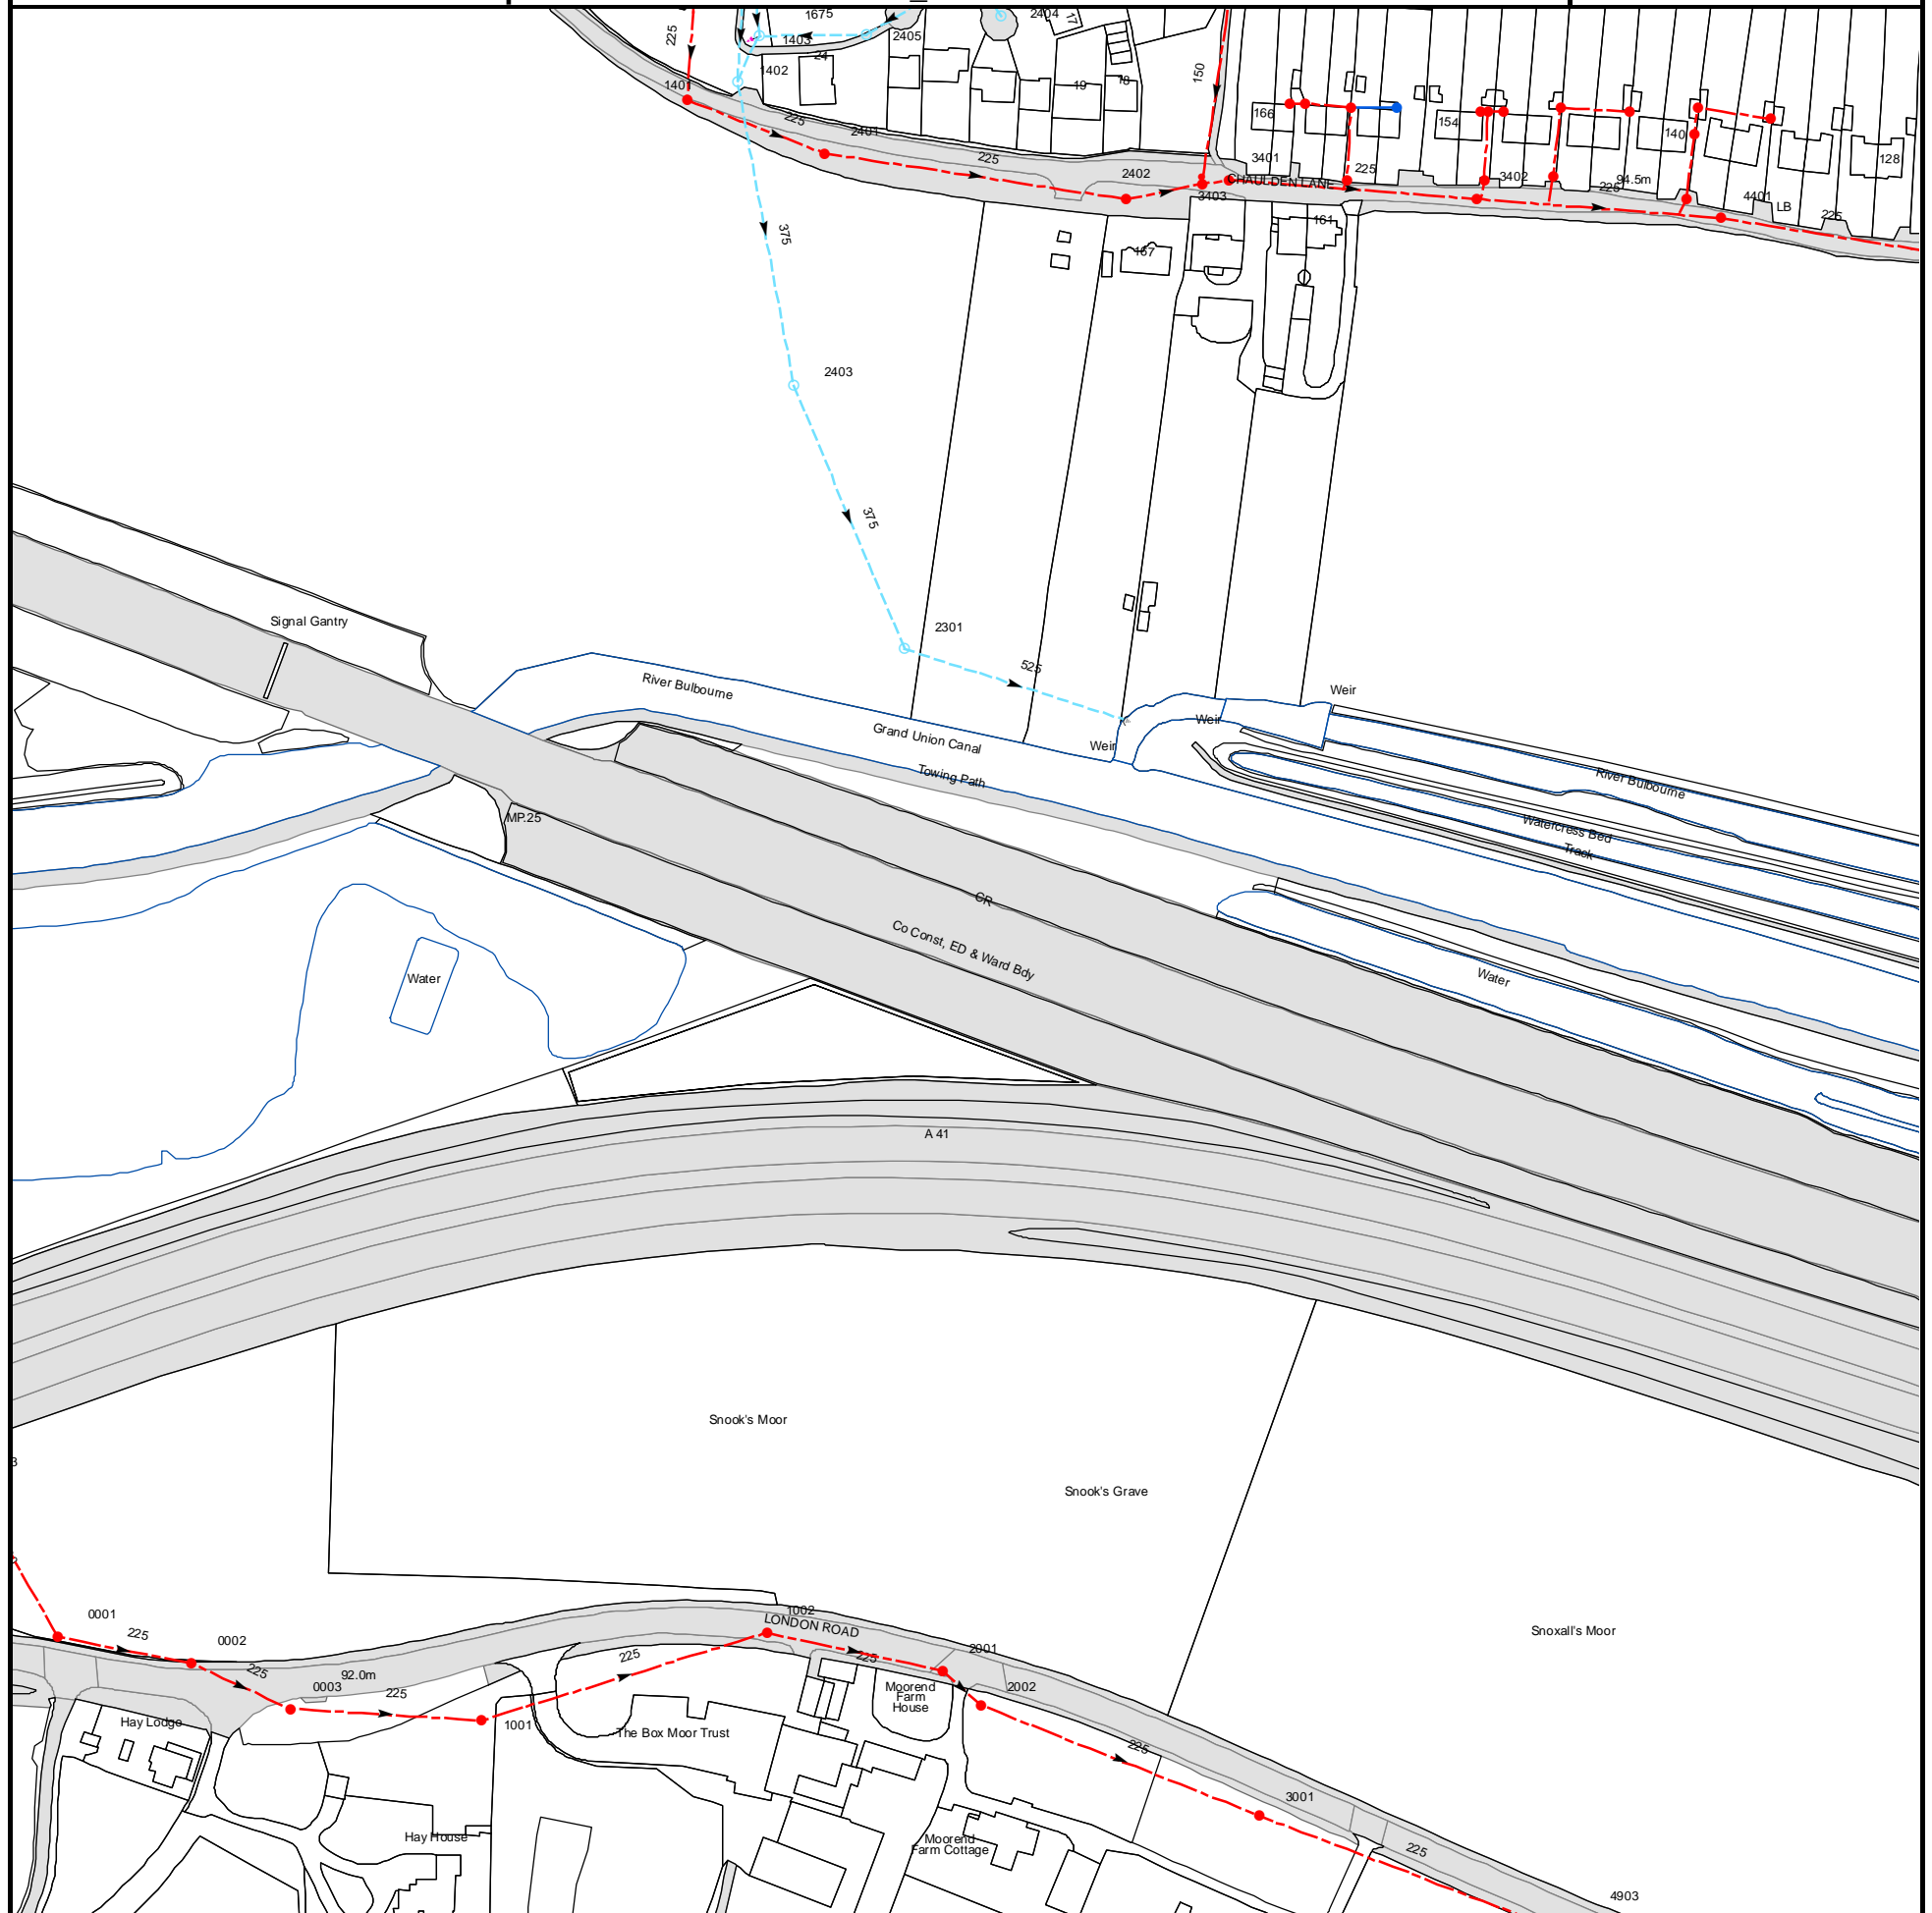 1675
2404
17
225
1403
24
2405
1402
150
19
18
140
225
2401
166
154
140
128
225
2402
3401
225
CHAULDEN LANE
3403
3402
94.5m
225
4401
LB
225
161
375
167
2403
375
Signal Gantry
2301
525
River Bulbourne
Weir
Weir
Grand Union Canal
Weir
Towing Path
River Bulbourne
MP.25
Watercress Bed
Track
CR
Co Const, ED & Ward Bdy
Water
Water
A 41
Snook's Moor
3
Snook's Grave
0001
1002
LONDON ROAD
225
0002
2001
Snoxall's Moor
225
225
225
92.0m
0003
225
Moorend
Farm
House
2002
Hay Lodge
1001
The Box Moor Trust
225
3001
Hay House
Moorend
Farm Cottage
225
4903